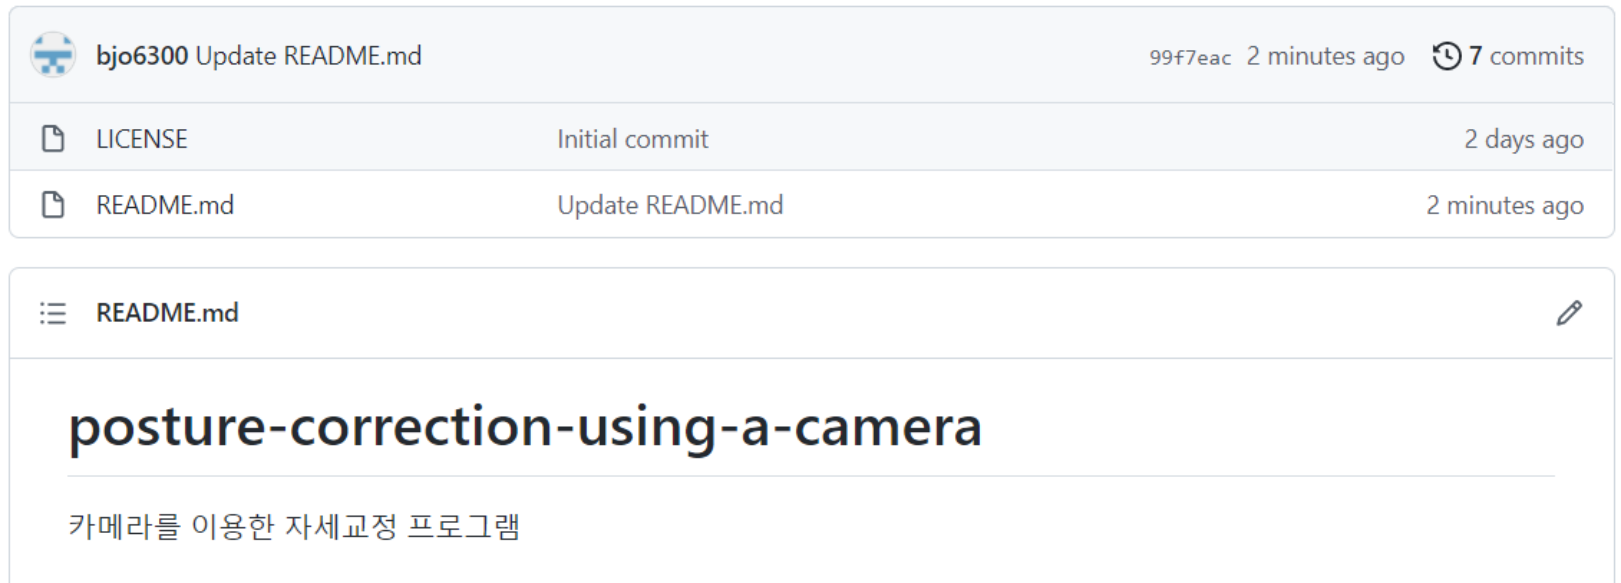 bjo6300 Update README.md 99f7eac 2 minutes ago 7 commits
LICENSE Initial commit 2 days ago
README.md Update README.md 2 minutes ago
README.md
posture-correction-using-a-camera
카메라를 이용한 자세교정 프로그램